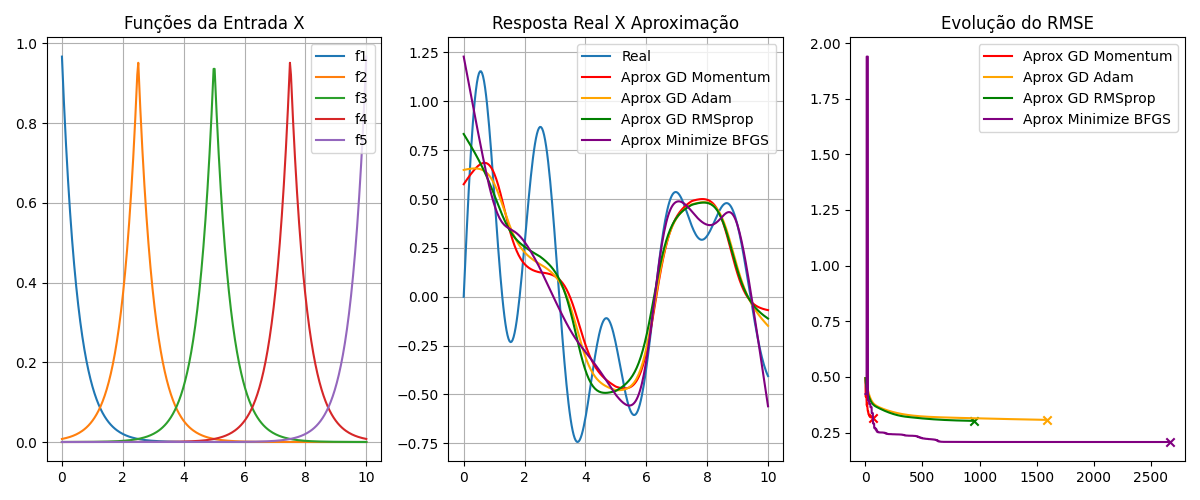 Funções da Entrada X
1.0
0.8
0.6
0.4
0.2
0.0
0 2 4 6 8 10
f1
f2
f3
f4
f5
Resposta Real X Aproximação
1.25
1.00
0.75
0.50
0.25
0.00
−0.25
−0.50
−0.75
0 2 4 6 8 10
Real
Aprox GD Momentum
Aprox GD Adam
Aprox GD RMSprop
Aprox Minimize BFGS
Evolução do RMSE
2.00
1.75
1.50
1.25
1.00
0.75
0.50
0.25
0 500 1000 1500 2000 2500
Aprox GD Momentum
Aprox GD Adam
Aprox GD RMSprop
Aprox Minimize BFGS